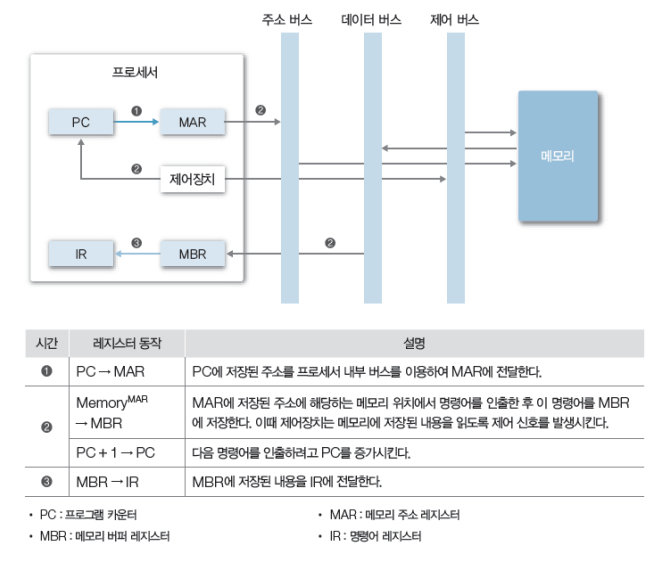 주소 버스 데이터 버스 제어 버스
프로세서
❶ ❷
PC MAR
메모리
❷
제어장치
❸ ❷
IR MBR
시간 레지스터 동작 설명
❶ PC → MAR PC에 저장된 주소를 프로세서 내부 버스를 이용하여 MAR에 전달한다.
Memory^MAR MAR에 저장된 주소에 해당하는 메모리 위치에서 명령어를 인출한 후 이 명령어를 MBR
❷ → MBR 에 저장한다. 이때 제어장치는 메모리에 저장된 내용을 읽도록 제어 신호를 발생시킨다.
PC + 1 → PC 다음 명령어를 인출하려고 PC를 증가시킨다.
❸ MBR → IR MBR에 저장된 내용을 IR에 전달한다.
• PC : 프로그램 카운터 • MAR : 메모리 주소 레지스터
• MBR : 메모리 버퍼 레지스터 • IR : 명령어 레지스터